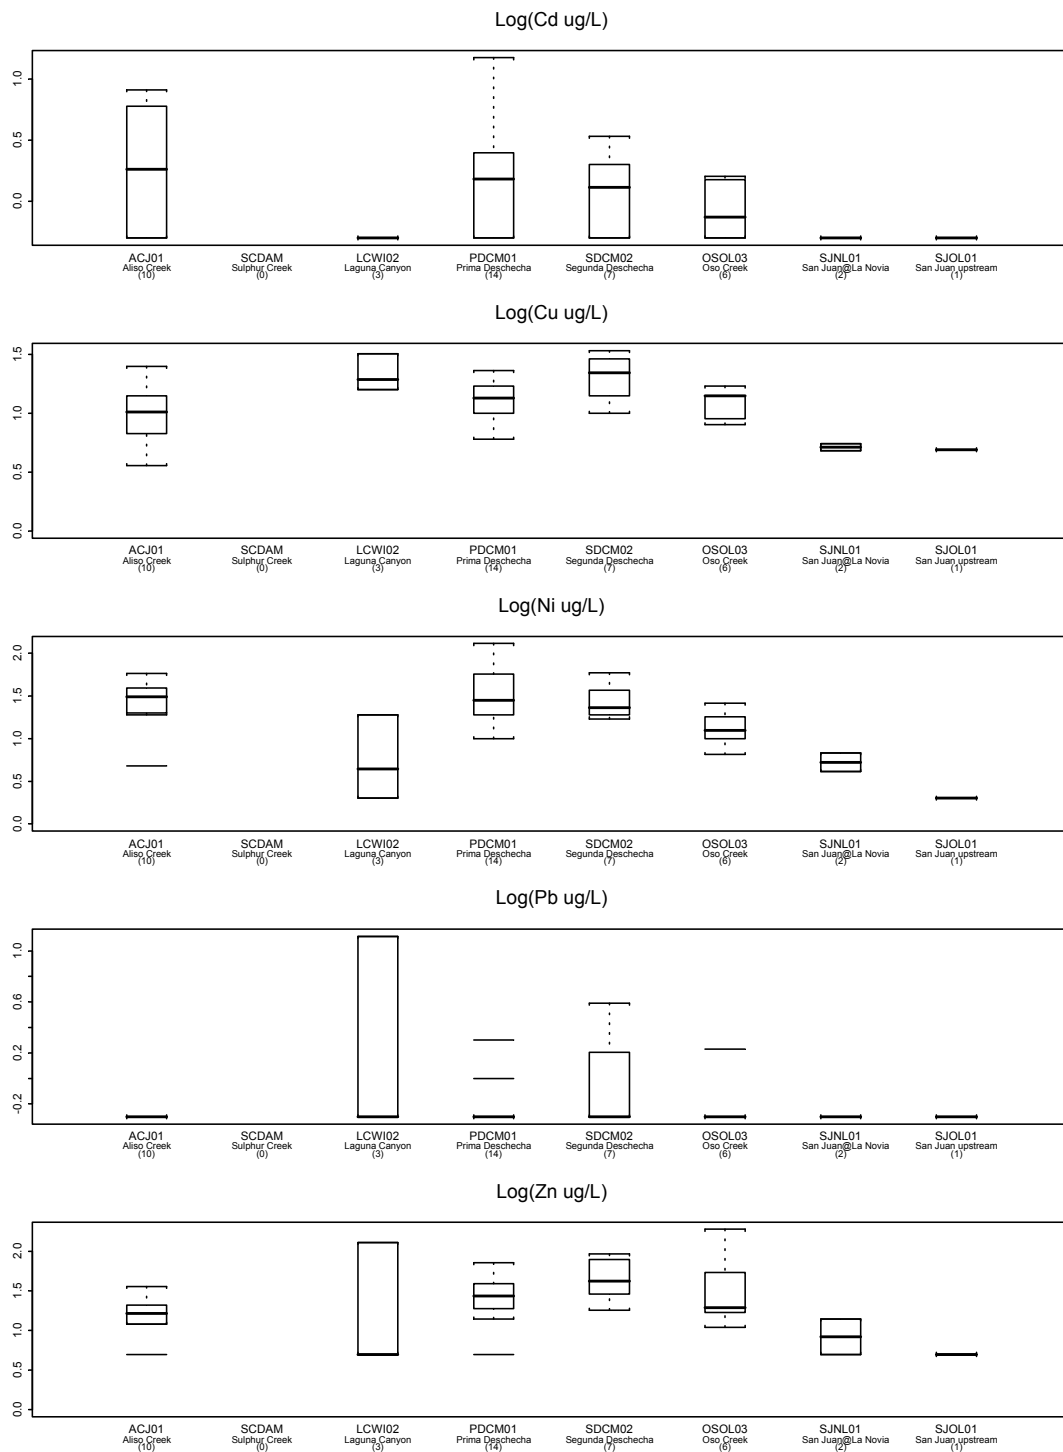 Log(Cd ug/L)
1.0
0.5
0.0
ACJ01 SCDAM LCWI02 PDCM01 SDCM02 OSOL03 SJNL01 SJOL01
Aliso Creek Sulphur Creek Laguna Canyon Prima Deschecha Segunda Deschecha Oso Creek San Juan@La Novia San Juan upstream
(10) (0) (3) (14) (7) (6) (2) (1)
Log(Cu ug/L)
1.5
1.0
0.5
0.0
ACJ01 SCDAM LCWI02 PDCM01 SDCM02 OSOL03 SJNL01 SJOL01
Aliso Creek Sulphur Creek Laguna Canyon Prima Deschecha Segunda Deschecha Oso Creek San Juan@La Novia San Juan upstream
(10) (0) (3) (14) (7) (6) (2) (1)
Log(Ni ug/L)
2.0
1.5
1.0
0.5
0.0
ACJ01 SCDAM LCWI02 PDCM01 SDCM02 OSOL03 SJNL01 SJOL01
Aliso Creek Sulphur Creek Laguna Canyon Prima Deschecha Segunda Deschecha Oso Creek San Juan@La Novia San Juan upstream
(10) (0) (3) (14) (7) (6) (2) (1)
Log(Pb ug/L)
1.0
0.6
0.2
-0.2
ACJ01 SCDAM LCWI02 PDCM01 SDCM02 OSOL03 SJNL01 SJOL01
Aliso Creek Sulphur Creek Laguna Canyon Prima Deschecha Segunda Deschecha Oso Creek San Juan@La Novia San Juan upstream
(10) (0) (3) (14) (7) (6) (2) (1)
Log(Zn ug/L)
2.0
1.5
1.0
0.5
0.0
ACJ01 SCDAM LCWI02 PDCM01 SDCM02 OSOL03 SJNL01 SJOL01
Aliso Creek Sulphur Creek Laguna Canyon Prima Deschecha Segunda Deschecha Oso Creek San Juan@La Novia San Juan upstream
(10) (0) (3) (14) (7) (6) (2) (1)